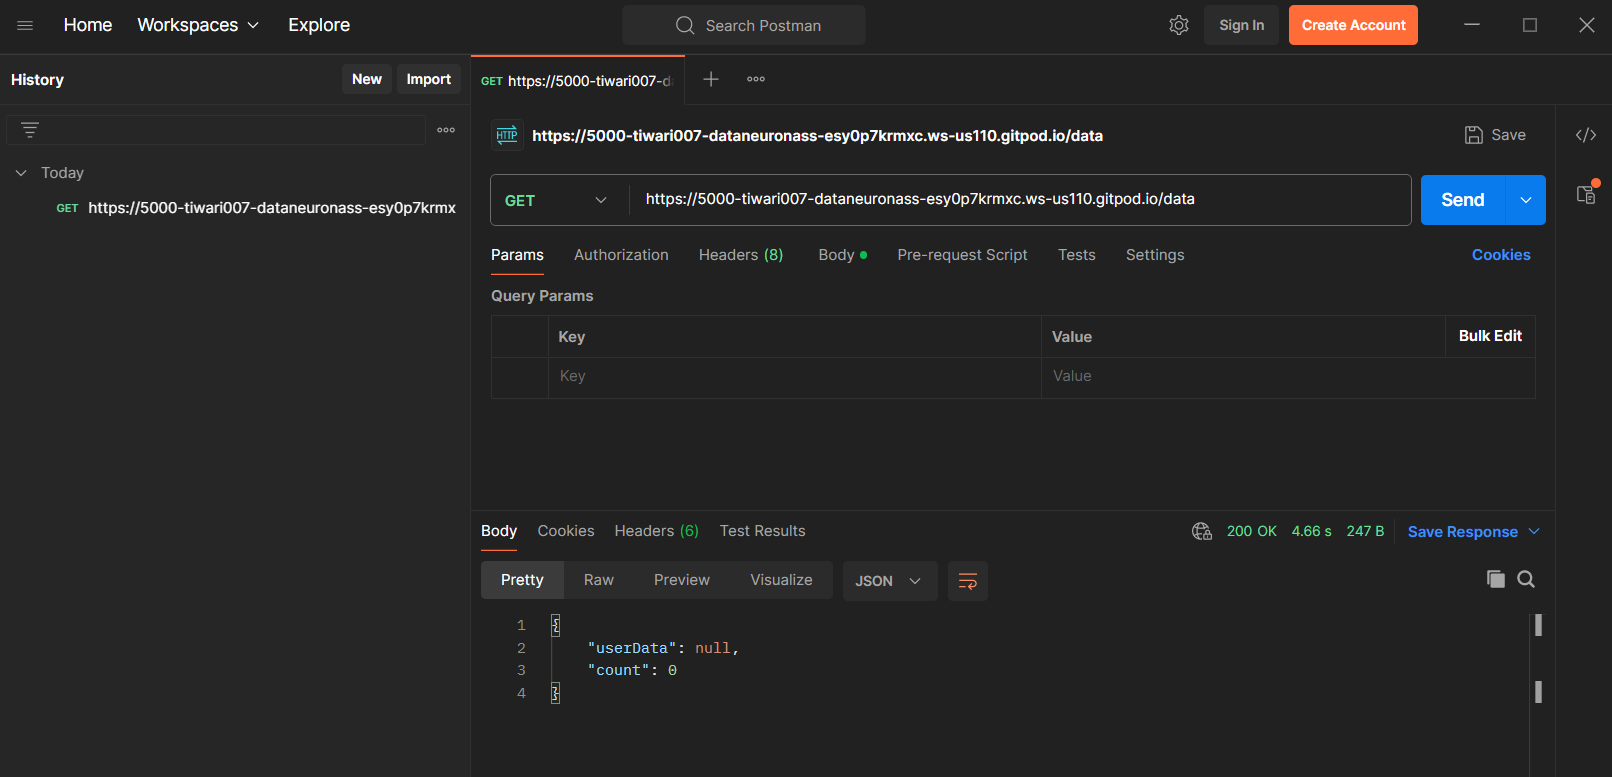 Home Workspaces Explore Search Postman Sign In Create Account
History New Import
GET https://5000-tiwari007-d
HTTP https://5000-tiwari007-dataneuronass-esy0p7krmxc.ws-us110.gitpod.io/data Save
Today
GET https://5000-tiwari007-dataneuronass-esy0p7krmx
GET https://5000-tiwari007-dataneuronass-esy0p7krmxc.ws-us110.gitpod.io/data Send
Params Authorization Headers (8) Body Pre-request Script Tests Settings Cookies
Query Params
Key Value Bulk Edit
Key Value
Body Cookies Headers (6) Test Results 200 OK 4.66 s 247 B Save Response
Pretty Raw Preview Visualize JSON
1 {
2 "userData": null,
3 "count": 0
4 }